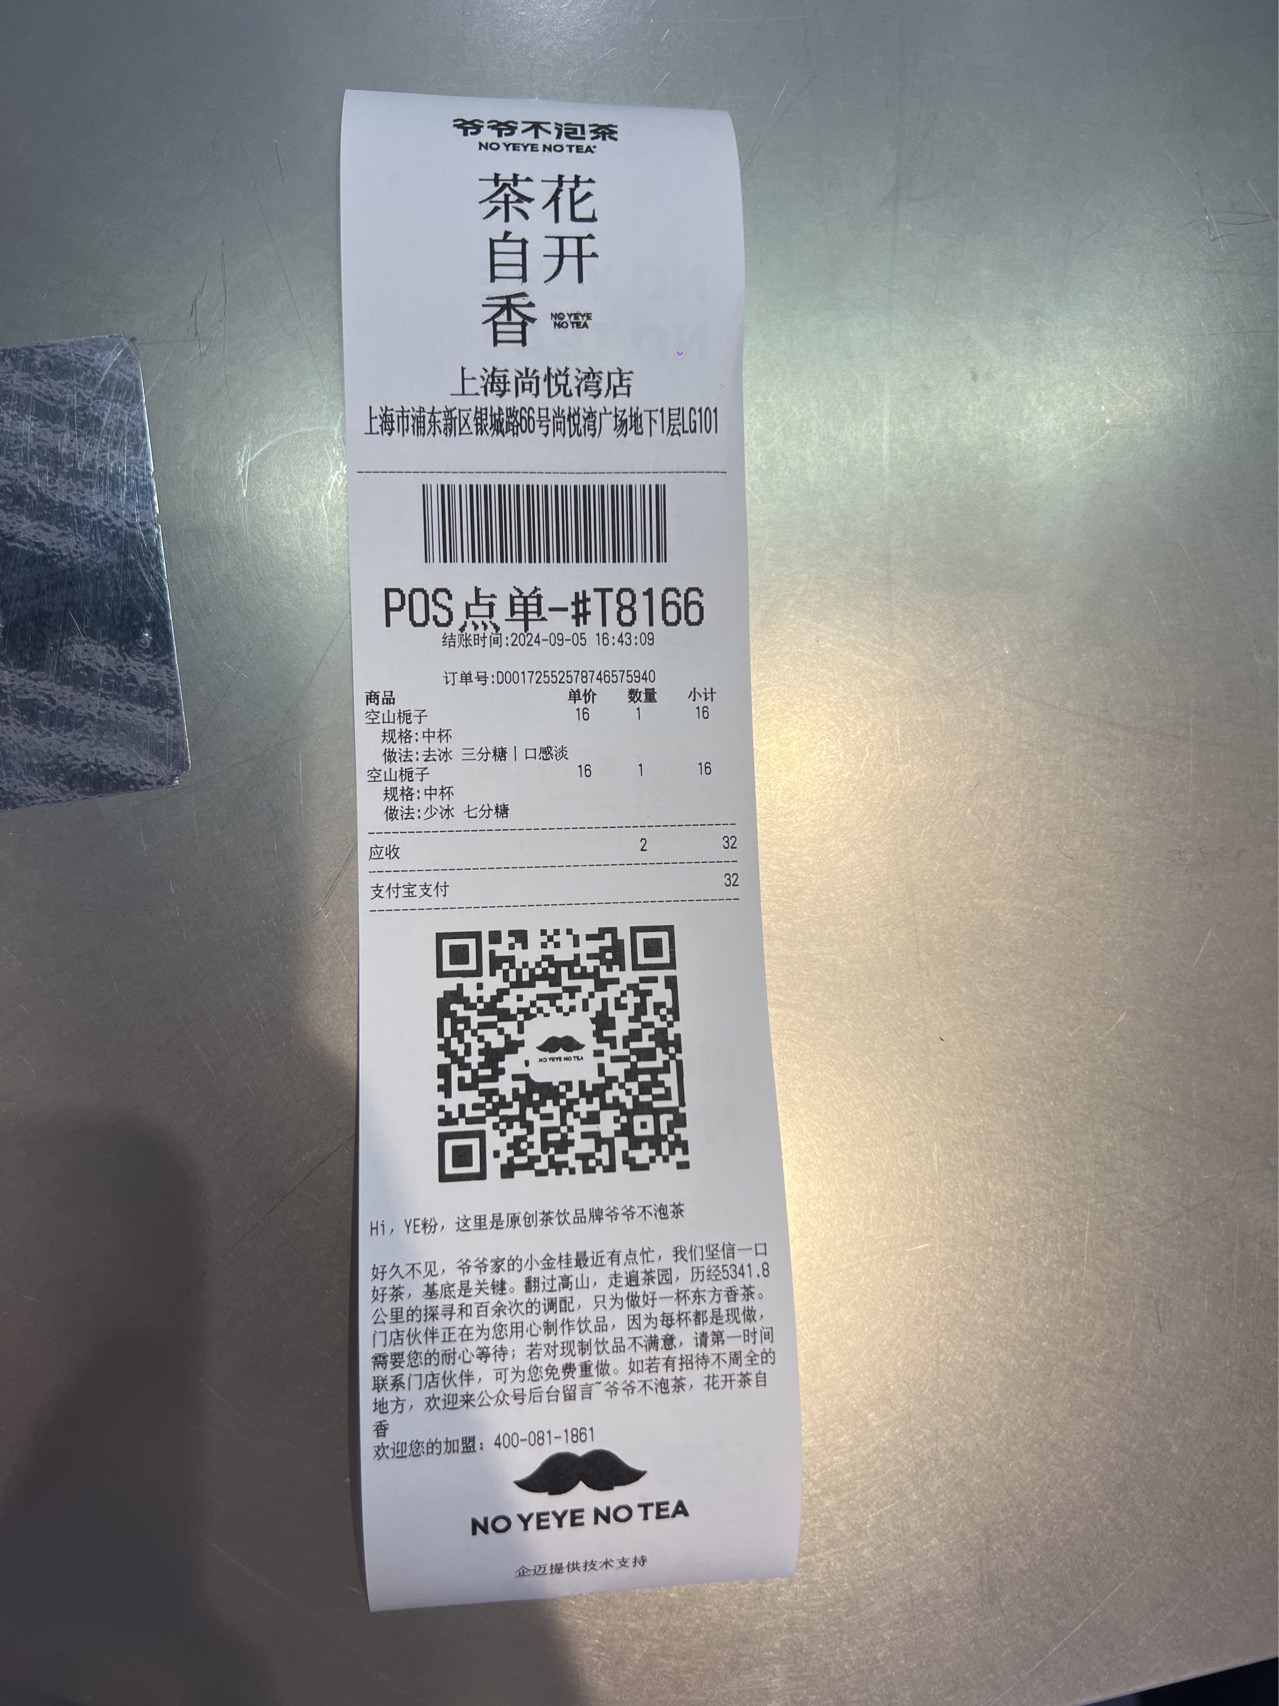 爷爷不泡茶
NO YEYE NO TEA
花开
茶自香
NO YEYE
NO TEA
上海尚悦湾店
上海市浦东新区银城路66号尚悦湾广场地下1层LG101
POS点单-#T8166
结账时间:2024-09-05 16:43:09
订单号:D00172552578746575940
商品 单价 数量 小计
空山栀子 16 1 16
规格:中杯
做法:去冰 三分糖|口感淡
空山栀子 16 1 16
规格:中杯
做法:少冰 七分糖
应收 2 32
支付宝支付 32
NO YEYE NO TEA
Hi, YE粉, 这里是原创茶饮品牌爷爷不泡茶
好久不见, 爷爷家的小金桂最近有点忙, 我们坚信一口
好茶, 基底是关键。翻过高山, 走遍茶园, 历经5341.8
公里的探寻和百余次的调配, 只为做好一杯东方香茶。
门店伙伴正在为您用心制作饮品, 因为每杯都是现做,
需要您的耐心等待; 若对现制饮品不满意, 请第一时间
联系门店伙伴, 可为您免费重做。如若有招待不周全的
地方, 欢迎来公众号后台留言~爷爷不泡茶, 花开茶自
香
欢迎您的加盟: 400-081-1861
NO YEYE NO TEA
企迈提供技术支持